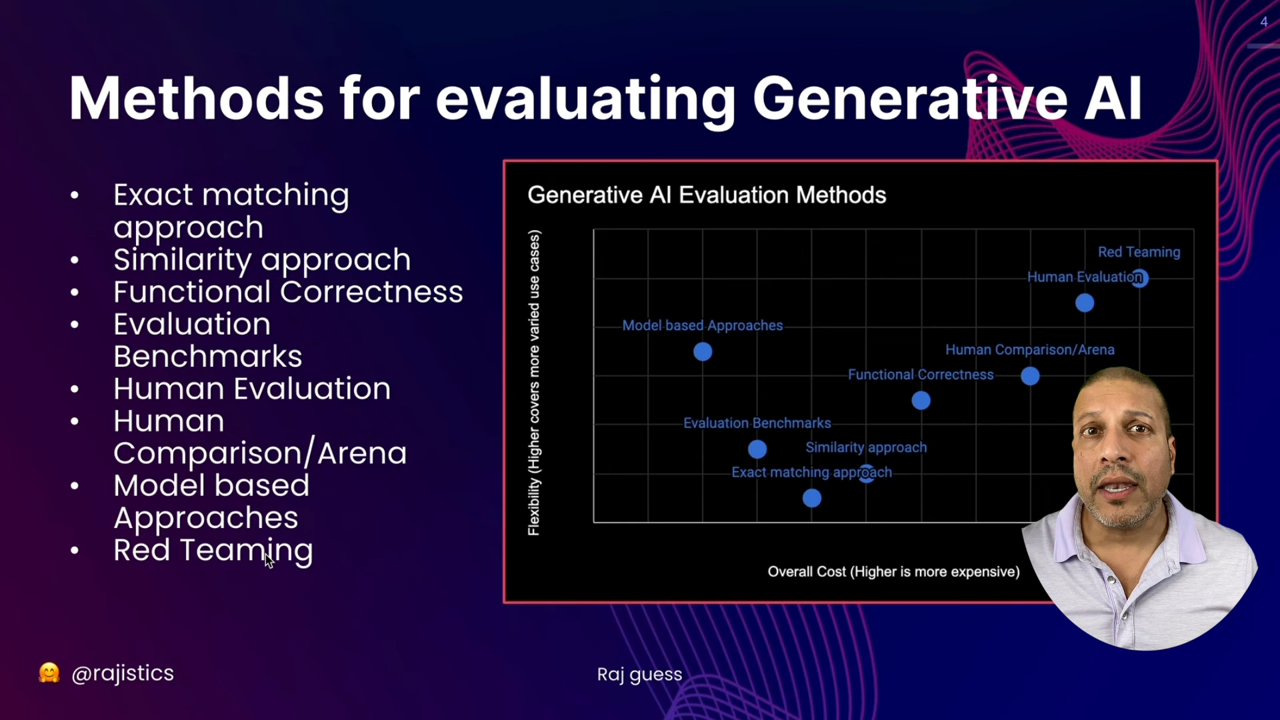 4
Methods for evaluating Generative AI
• Exact matching
approach
• Similarity approach
• Functional Correctness
• Evaluation
Benchmarks
• Human Evaluation
• Human
Comparison/Arena
• Model based
Approaches
• Red Teaming
Generative AI Evaluation Methods
Flexibility (Higher covers more varied use cases)
Red Teaming
Human Evaluation
Model based Approaches
Human Comparison/Arena
Functional Correctness
Evaluation Benchmarks
Similarity approach
Exact matching approach
Overall Cost (Higher is more expensive)
🤗 @rajistics
Raj guess